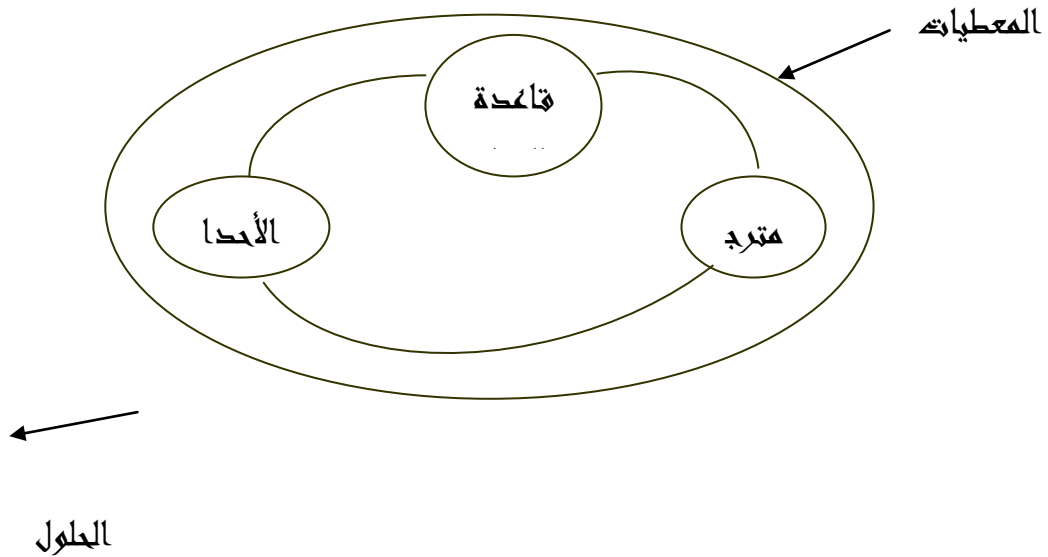 المعطيات
قاعدة
مترج
الأحدا
الحلول